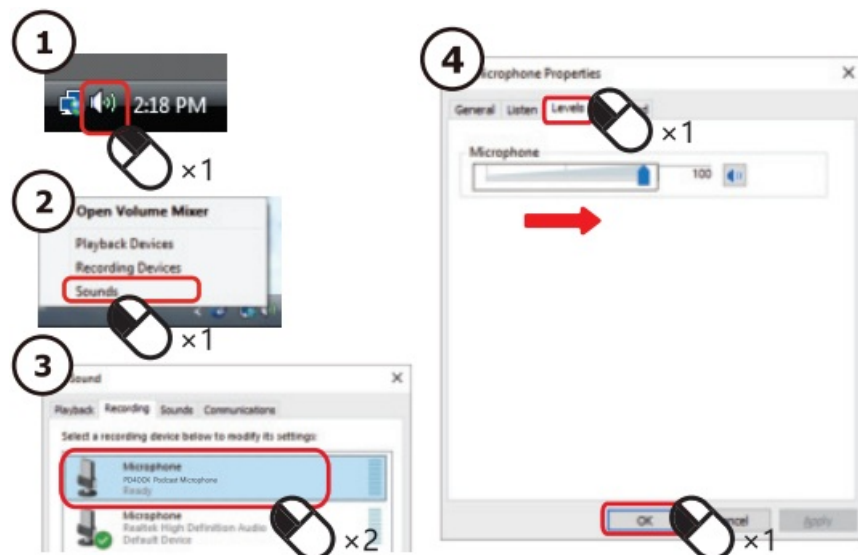 1
2:18 PM
×1
2
Open Volume Mixer
Playback Devices
Recording Devices
Sounds
×1
3
Sound
Playback Recording Sounds Communications
Select a recording device below to modify its settings:
Microphone
PD400X Podcast Microphone
Ready
Microphone
Realtek High Definition Audio
Default Device
×2
4
icrophone Properties
General Listen Levels
×1
Microphone
100
OK
ncel
Apply
×1